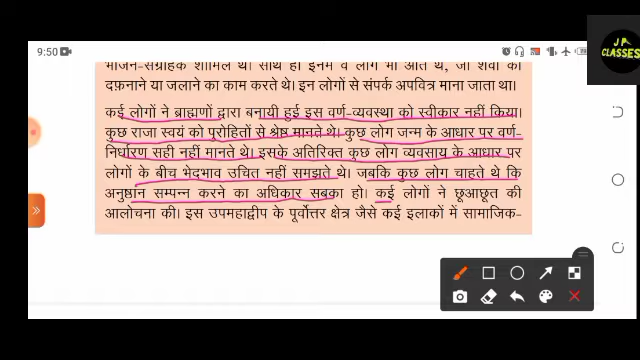 9:50
J P
CLASSES
भोजन-संग्राहक शामिल थे। साथ ही इनमें वे लोग भी आते थे, जो शवों को
दफ़नाने या जलाने का काम करते थे। इन लोगों से संपर्क अपवित्र माना जाता था।
कई लोगों ने ब्राह्मणों द्वारा बनायी हुई इस वर्ण-व्यवस्था को स्वीकार नहीं किया।
कुछ राजा स्वयं को पुरोहितों से श्रेष्ठ मानते थे। कुछ लोग जन्म के आधार पर वर्ण-
निर्धारण सही नहीं मानते थे। इसके अतिरिक्त कुछ लोग व्यवसाय के आधार पर
लोगों के बीच भेदभाव उचित नहीं समझते थे। जबकि कुछ लोग चाहते थे कि
अनुष्ठान सम्पन्न करने का अधिकार सबका हो। कई लोगों ने छूआछूत की
आलोचना की। इस उपमहाद्वीप के पूर्वोत्तर क्षेत्र जैसे कई इलाकों में सामाजिक-